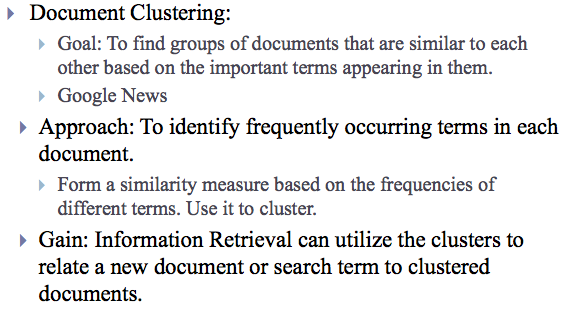 Document Clustering:
Goal: To find groups of documents that are similar to each
other based on the important terms appearing in them.
Google News
Approach: To identify frequently occurring terms in each
document.
Form a similarity measure based on the frequencies of
different terms. Use it to cluster.
Gain: Information Retrieval can utilize the clusters to
relate a new document or search term to clustered
documents.